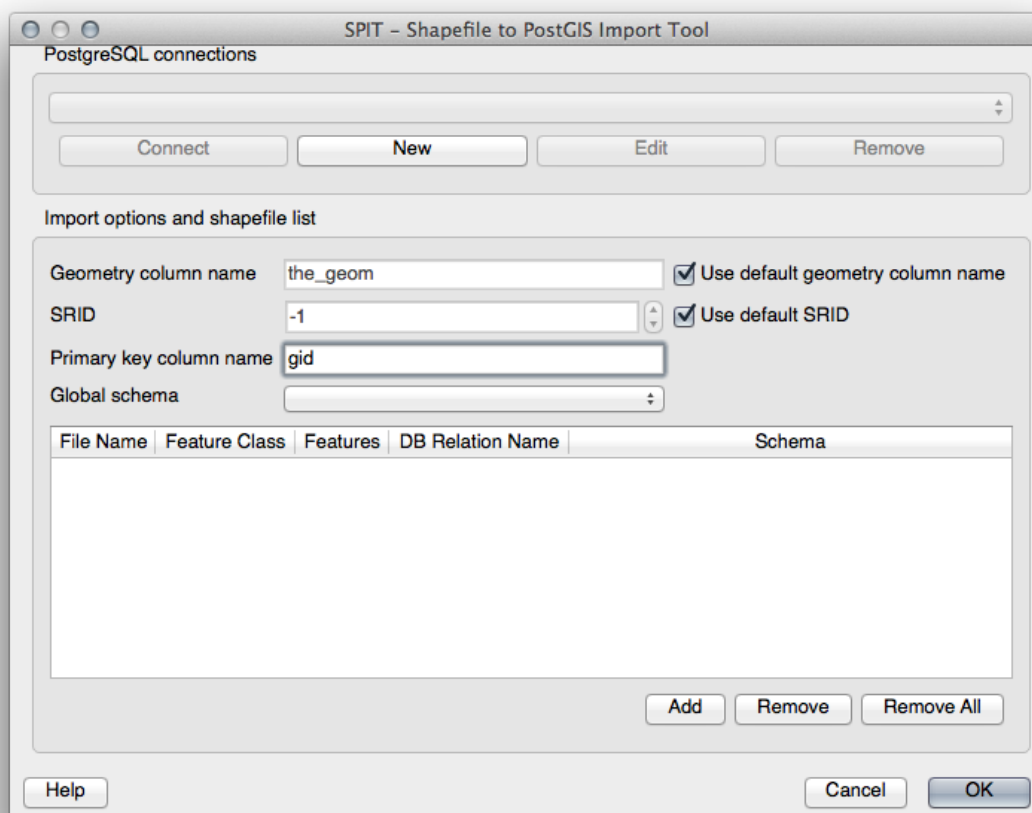 SPIT – Shapefile to PostGIS Import Tool
PostgreSQL connections
Connect New Edit Remove
Import options and shapefile list
Geometry column name the_geom Use default geometry column name
SRID -1 Use default SRID
Primary key column name gid
Global schema
File Name Feature Class Features DB Relation Name Schema
Add Remove Remove All
Help Cancel OK